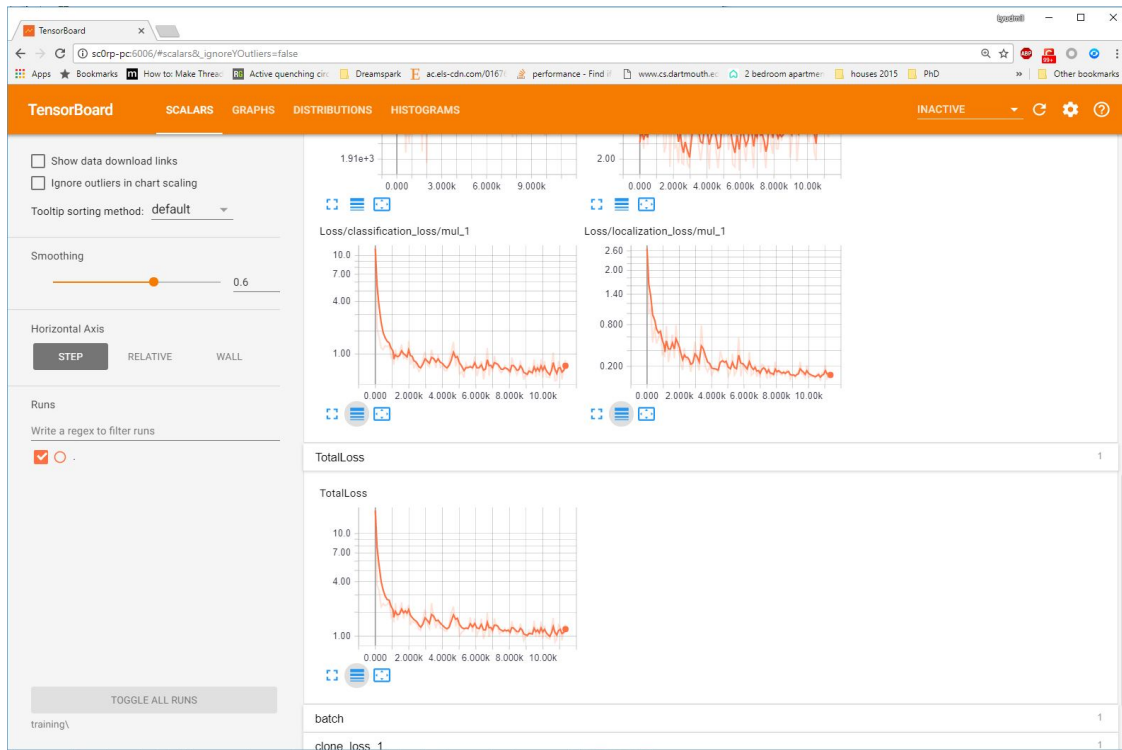 Lyudmil
TensorBoard
sc0rp-pc:6006/#scalars&_ignoreYOutliers=false
ABP 99+
Apps Bookmarks m How to: Make Threac RG Active quenching circ Dreamspark E ac.els-cdn.com/0167 performance - Find i www.cs.dartmouth.ec 2 bedroom apartmen houses 2015 PhD » Other bookmarks
TensorBoard SCALARS GRAPHS DISTRIBUTIONS HISTOGRAMS INACTIVE
Show data download links
Ignore outliers in chart scaling
Tooltip sorting method: default
Smoothing
0.6
Horizontal Axis
STEP RELATIVE WALL
Runs
Write a regex to filter runs
.
TOGGLE ALL RUNS
training\
1.91e+3
0.000 3.000k 6.000k 9.000k
2.00
0.000 2.000k 4.000k 6.000k 8.000k 10.00k
Loss/classification_loss/mul_1
10.0
7.00
4.00
1.00
0.000 2.000k 4.000k 6.000k 8.000k 10.00k
Loss/localization_loss/mul_1
2.60
2.00
1.40
0.800
0.200
0.000 2.000k 4.000k 6.000k 8.000k 10.00k
TotalLoss 1
TotalLoss
10.0
7.00
4.00
1.00
0.000 2.000k 4.000k 6.000k 8.000k 10.00k
batch 1
clone_loss_1 1